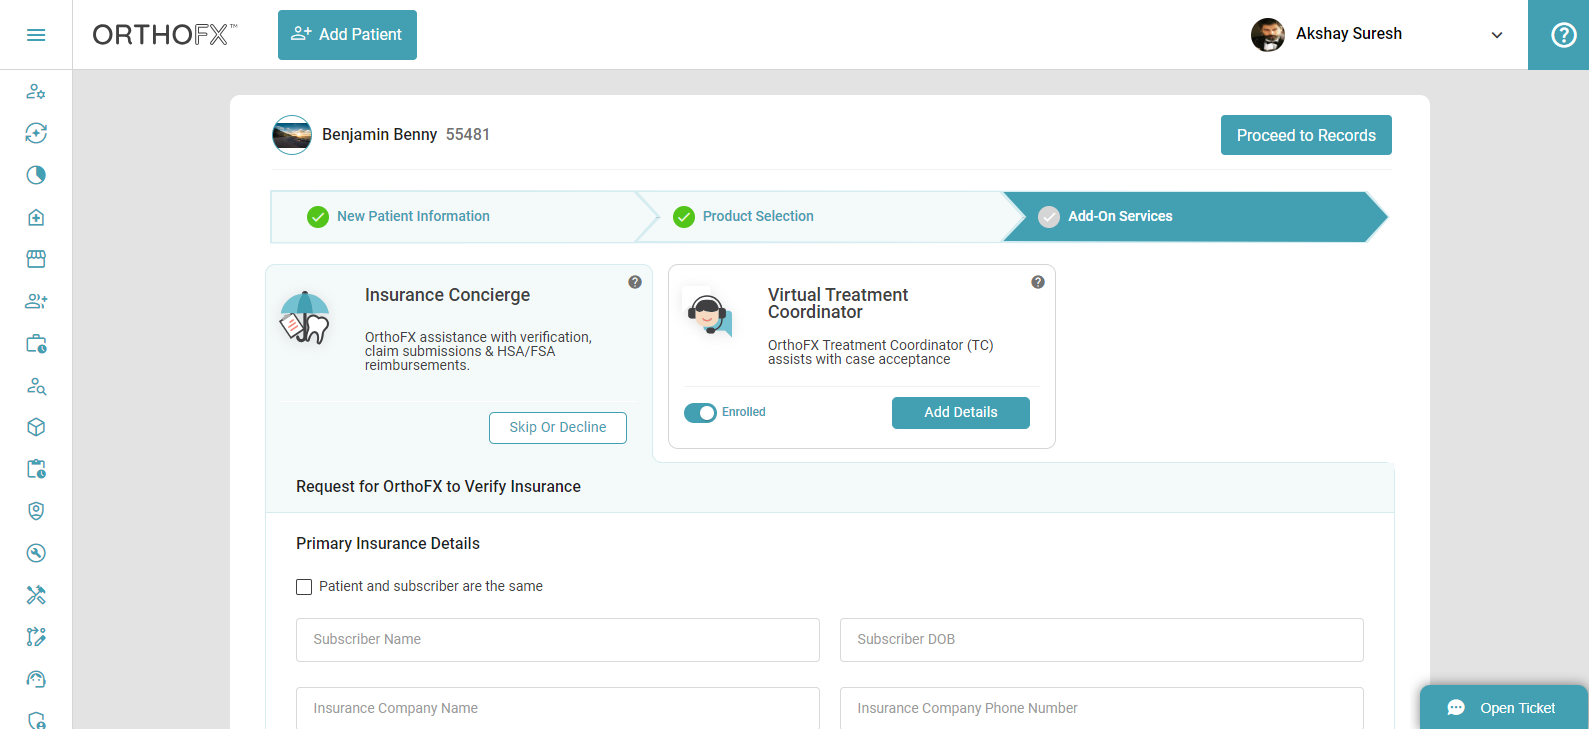 ORTHOFX™
Add Patient
Akshay Suresh
Benjamin Benny 55481
Proceed to Records
New Patient Information
Product Selection
Add-On Services
Insurance Concierge
OrthoFX assistance with verification,
claim submissions & HSA/FSA
reimbursements.
Skip Or Decline
Virtual Treatment
Coordinator
OrthoFX Treatment Coordinator (TC)
assists with case acceptance
Enrolled
Add Details
Request for OrthoFX to Verify Insurance
Primary Insurance Details
Patient and subscriber are the same
Subscriber Name
Subscriber DOB
Insurance Company Name
Insurance Company Phone Number
Open Ticket